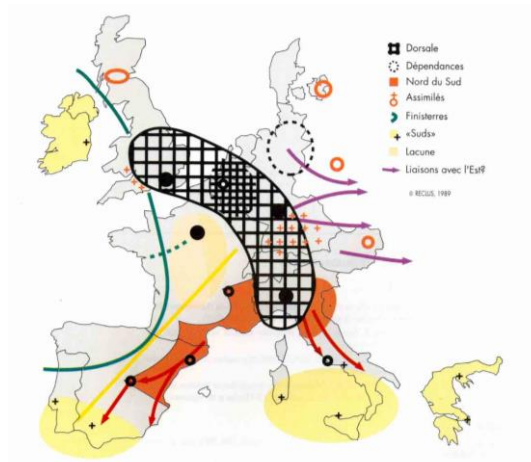 Dorsale
Dépendances
Nord du Sud
Assimilés
Finisterres
«Suds»
Lacune
Liaisons avec l'Est?
© RECLUS, 1989